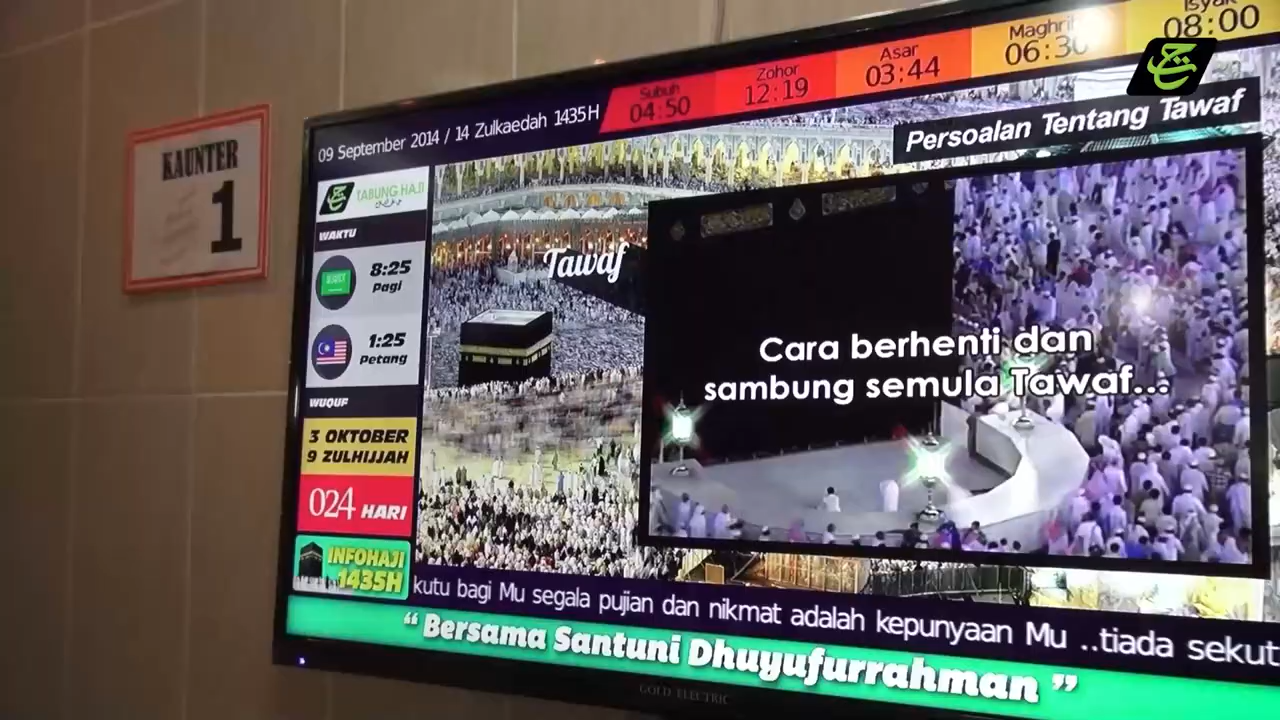 KAUNTER
1
09 September 2014 / 14 Zulkaedah 1435H
Subuh
04:50
Zohor
12:19
Asar
03:44
Maghrib
06:30
Isyak
08:00
TABUNG HAJI
WAKTU
8:25
Pagi
1:25
Petang
WUQUF
3 OKTOBER
9 ZULHIJJAH
024 HARI
INFOHAJI
1435H
Tawaf
Persoalan Tentang Tawaf
Cara berhenti dan
sambung semula Tawaf...
kutu bagi Mu segala pujian dan nikmat adalah kepunyaan Mu ..tiada sekut
“ Bersama Santuni Dhuyufurrahman ”
GOLD ELECTRIC